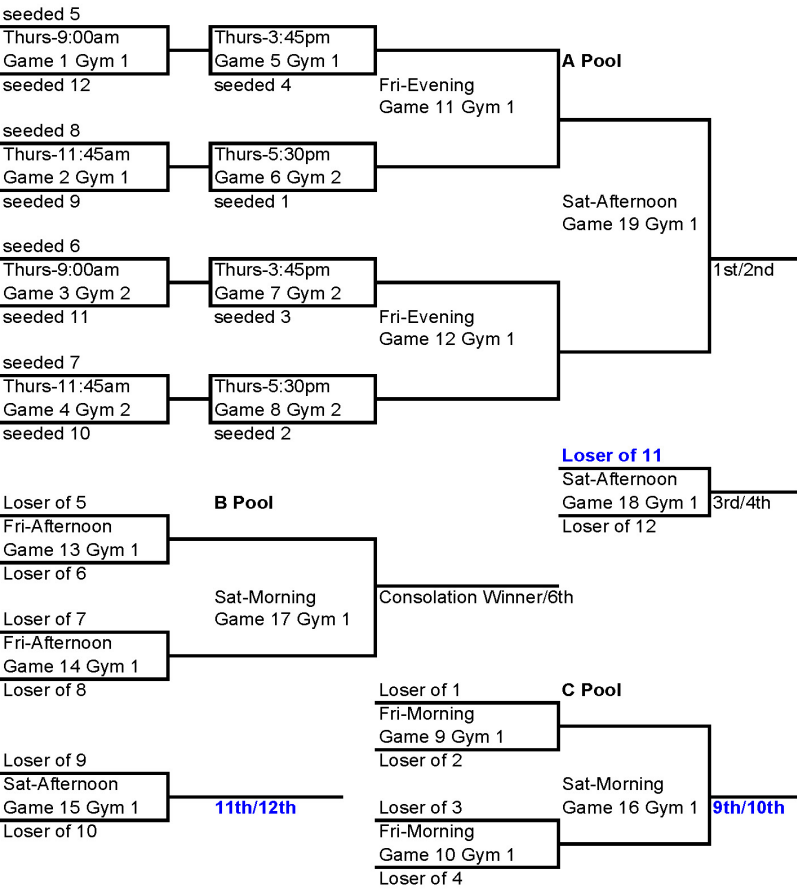 seeded 5
Thurs-9:00am
Game 1 Gym 1
seeded 12
Thurs-3:45pm
Game 5 Gym 1
seeded 4
Fri-Evening
Game 11 Gym 1
A Pool
seeded 8
Thurs-11:45am
Game 2 Gym 1
seeded 9
Thurs-5:30pm
Game 6 Gym 2
seeded 1
Sat-Afternoon
Game 19 Gym 1
1st/2nd
seeded 6
Thurs-9:00am
Game 3 Gym 2
seeded 11
Thurs-3:45pm
Game 7 Gym 2
seeded 3
Fri-Evening
Game 12 Gym 1
seeded 7
Thurs-11:45am
Game 4 Gym 2
seeded 10
Thurs-5:30pm
Game 8 Gym 2
seeded 2
Loser of 11
Sat-Afternoon
Game 18 Gym 1
Loser of 12
3rd/4th
B Pool
Loser of 5
Fri-Afternoon
Game 13 Gym 1
Loser of 6
Sat-Morning
Game 17 Gym 1
Consolation Winner/6th
Loser of 7
Fri-Afternoon
Game 14 Gym 1
Loser of 8
C Pool
Loser of 1
Fri-Morning
Game 9 Gym 1
Loser of 2
Sat-Morning
Game 16 Gym 1
9th/10th
Loser of 3
Fri-Morning
Game 10 Gym 1
Loser of 4
Loser of 9
Sat-Afternoon
Game 15 Gym 1
Loser of 10
11th/12th